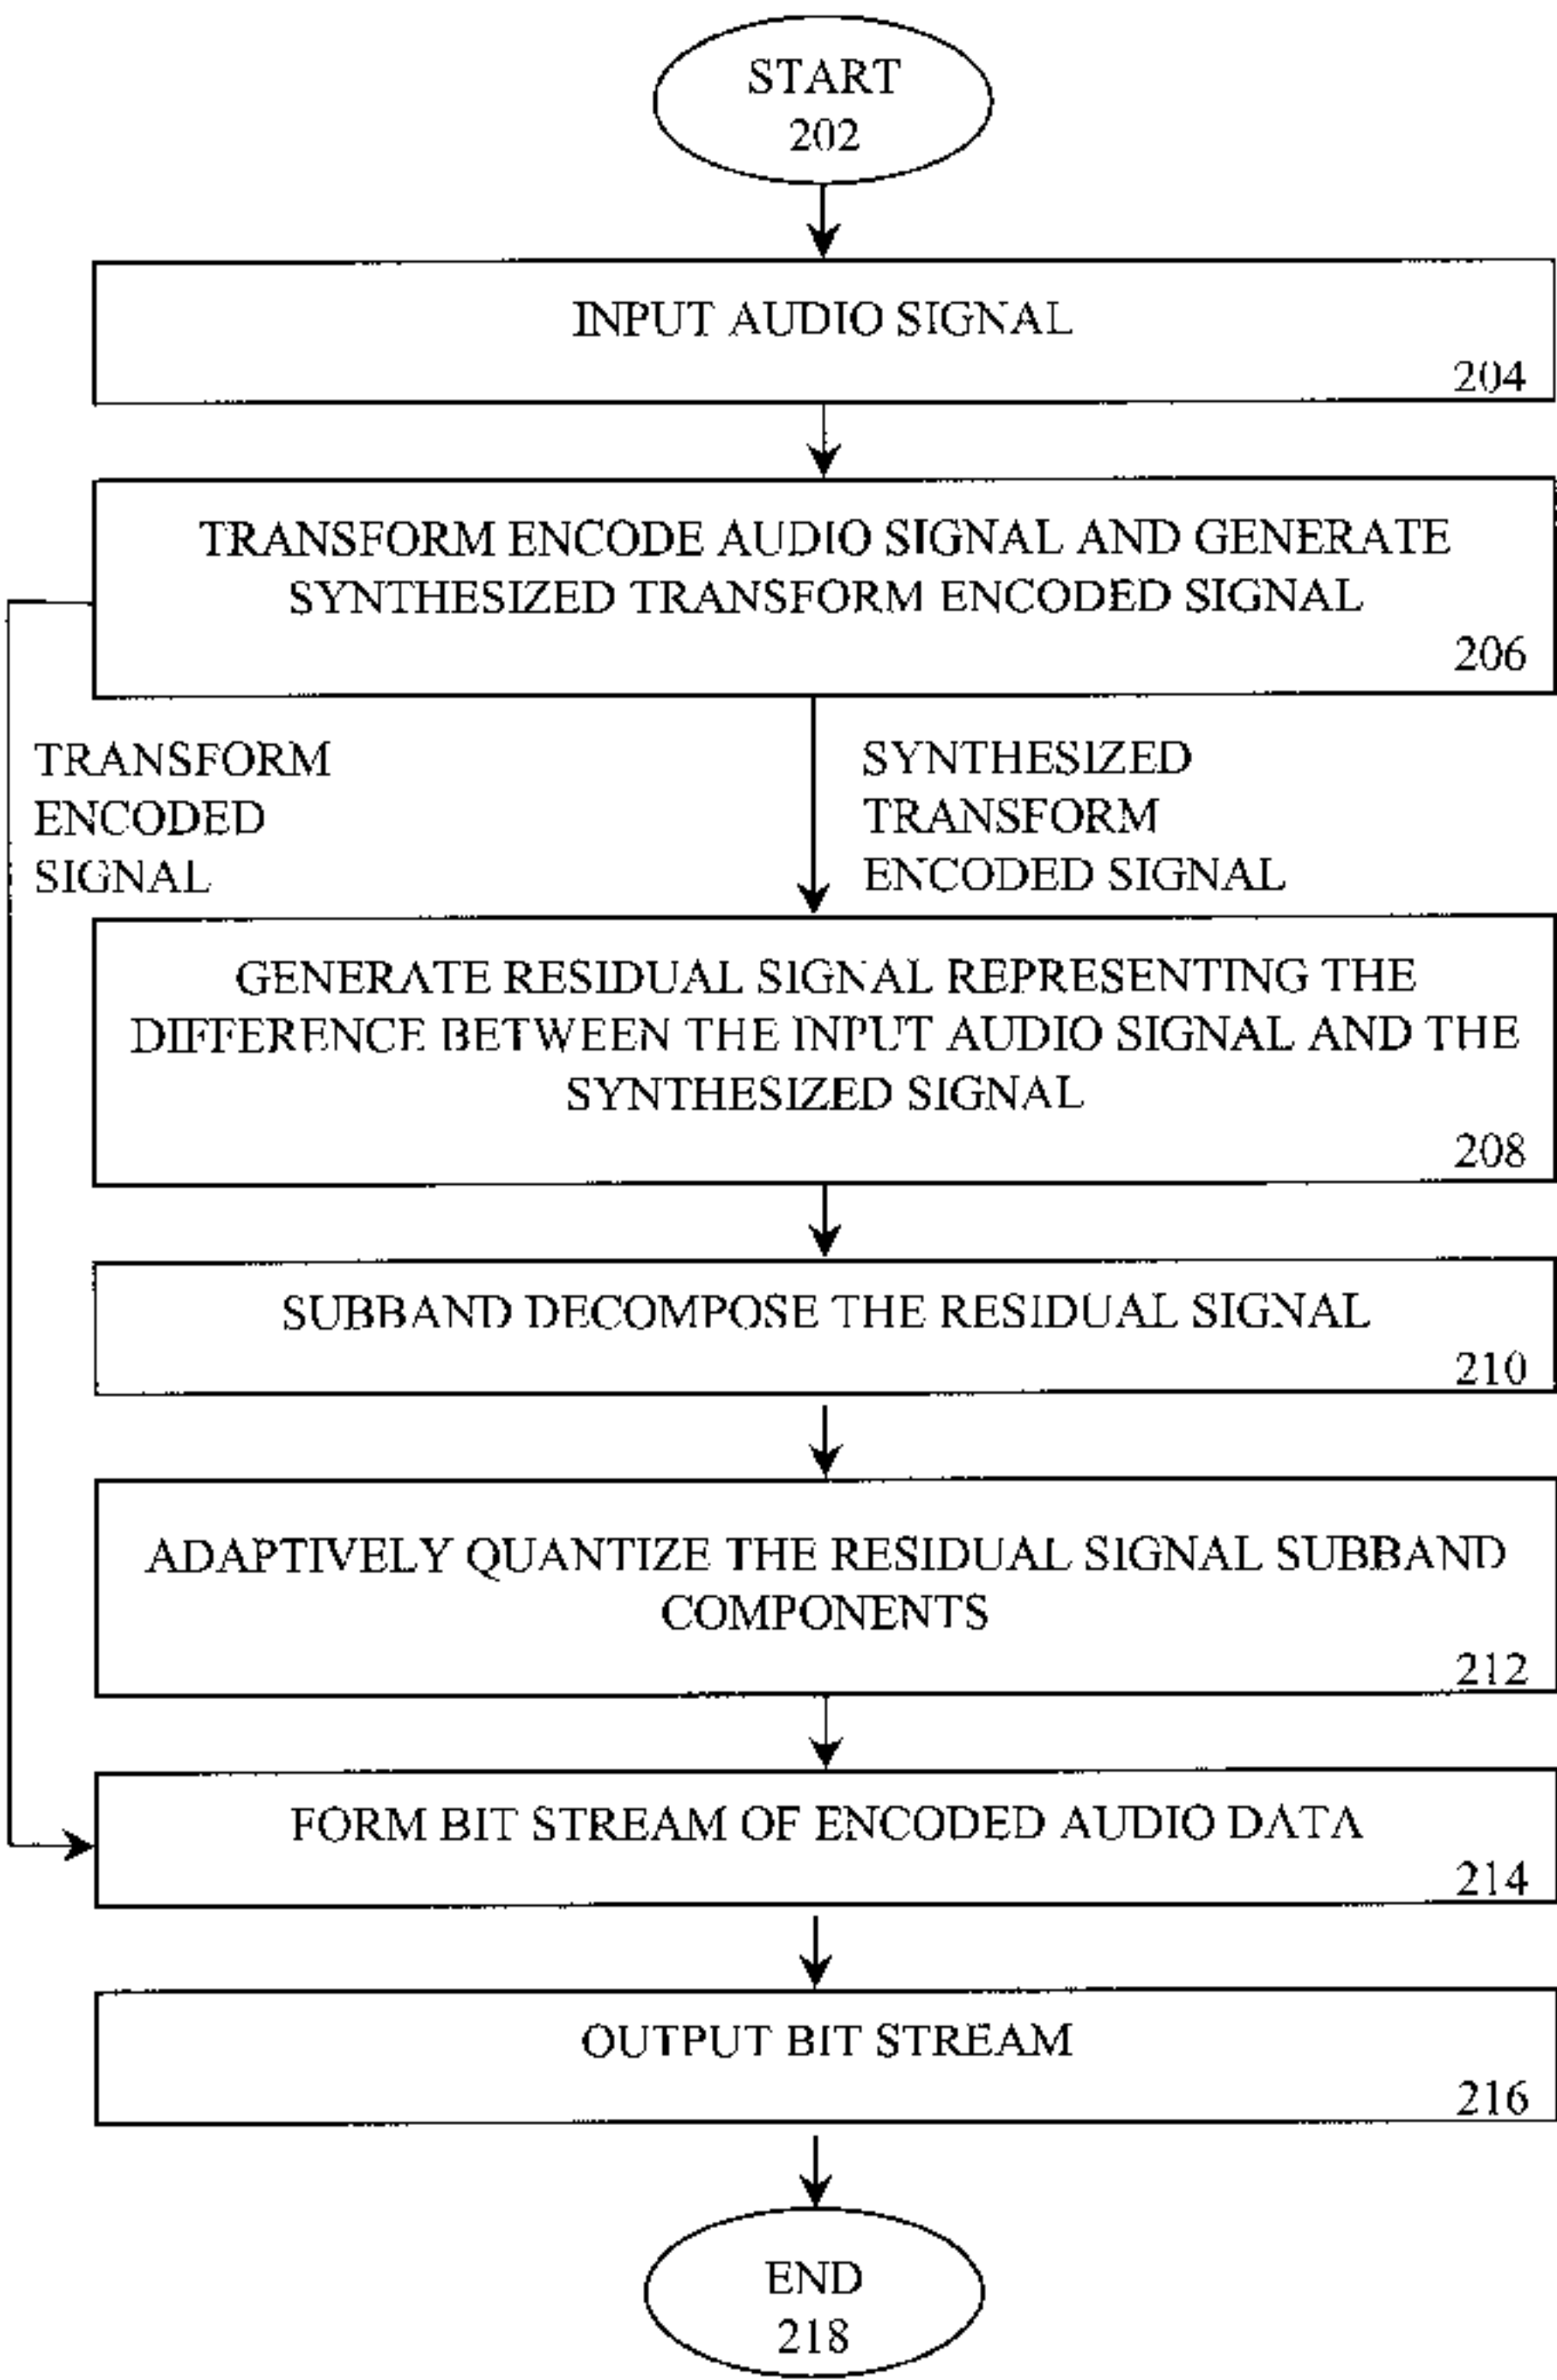 START
202
INPUT AUDIO SIGNAL
204
TRANSFORM ENCODE AUDIO SIGNAL AND GENERATE
SYNTHESIZED TRANSFORM ENCODED SIGNAL
206
TRANSFORM
ENCODED
SIGNAL
SYNTHESIZED
TRANSFORM
ENCODED SIGNAL
GENERATE RESIDUAL SIGNAL REPRESENTING THE
DIFFERENCE BETWEEN THE INPUT AUDIO SIGNAL AND THE
SYNTHESIZED SIGNAL
208
SUBBAND DECOMPOSE THE RESIDUAL SIGNAL
210
ADAPTIVELY QUANTIZE THE RESIDUAL SIGNAL SUBBAND
COMPONENTS
212
FORM BIT STREAM OF ENCODED AUDIO DATA
214
OUTPUT BIT STREAM
216
END
218